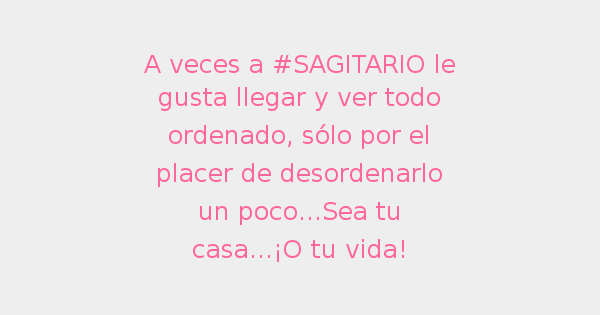 A veces a #SAGITARIO le
gusta llegar y ver todo
ordenado, sólo por el
placer de desordenarlo
un poco...Sea tu
casa...¡O tu vida!